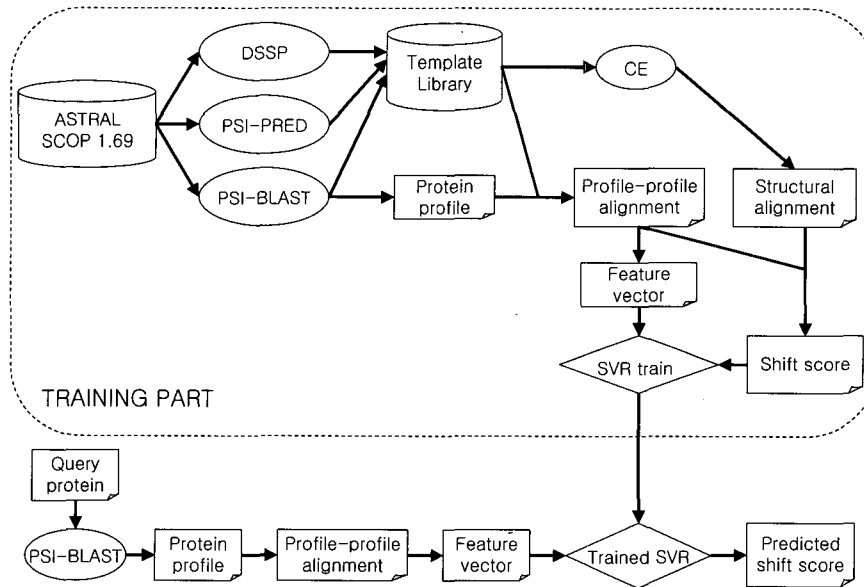 DSSP
Template
Library
CE
ASTRAL
SCOP 1.69
PSI-PRED
PSI-BLAST
Protein
profile
Profile-profile
alignment
Structural
alignment
Feature
vector
SVR train
Shift score
TRAINING PART
Query
protein
PSI-BLAST
Protein
profile
Profile-profile
alignment
Feature
vector
Trained SVR
Predicted
shift score